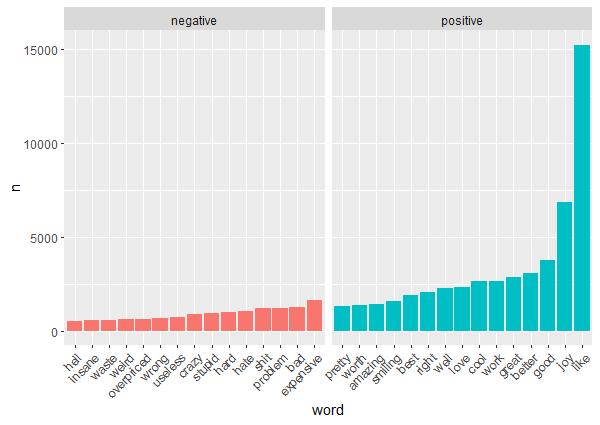 negative
positive
15000
10000
5000
0
n
hell
insane
waste
weird
overpriced
wrong
useless
crazy
stupid
hard
hate
shit
problem
bad
expensive
pretty
worth
amazing
smiling
best
right
well
love
cool
work
great
better
good
joy
like
word